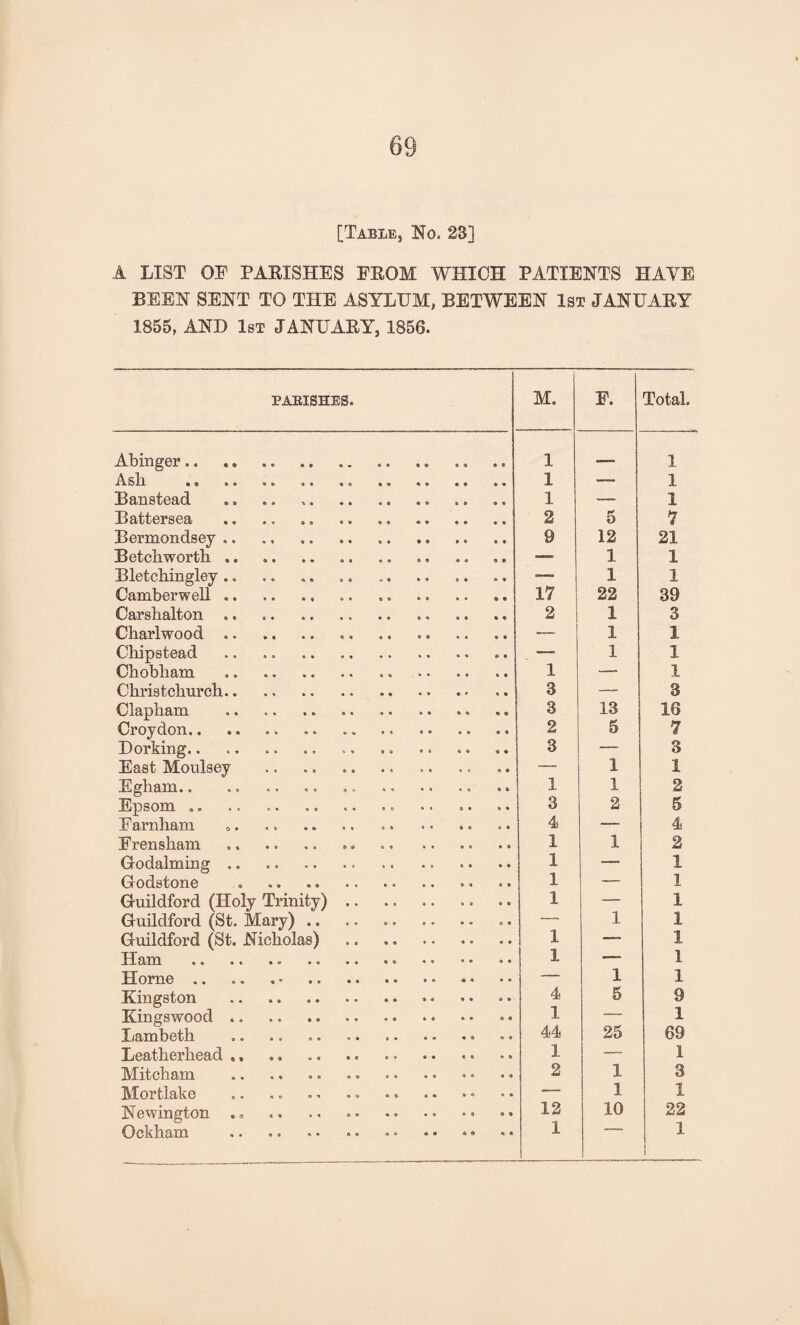 69
[Table, No. 23]
A LIST OF PARISHES FROM WHICH PATIENTS HAVE
BEEN SENT TO THE ASYLUM, BETWEEN 1st JANUARY
1855, AND 1st JANUARY, 1856.
PARISHES. M. F. Total.
Abinger .. 1 — 1
Ash .. 1 — 1
Banstead .. 1 — 1
Battersea .. 2 5 7
Bermondsey .. 9 12 21
Betchworth .. — 1 1
Bletchingley .. — 1 1
Camberwell .. 17 22 39
Carshalton .. 2 1 3
Charlwood .. — 1 1
Chipstead .. — 1 1
Chobham .. 1 — 1
Christchurch .. 3 — 3
Clapham .. 3 13 16
Croydon .. 2 5 7
Dorking .. 3 — 3
East Moulsey .. — 1 1
Egham .. 1 1 2
Epsom .. 3 2 5
Farnham .. 4 — 4
Frensham .. 1 1 2
Godalming .. 1 — 1
Godstone .. 1 — 1
Guildford (Holy Trinity) .. 1 — 1
Guildford (St. Mary) .. — 1 1
Guildford (St. Nicholas) .. 1 — 1
Ham .. 1 — 1
Horne .. — 1 1
Kingston .. 4 5 9
Kingswood .. 1 — 1
Lambeth .. 44 25 69
Leatherhead .. 1 — 1
Mitcham .. 2 1 3
Mortlake .. — 1 1
Newington .. 12 10 22
Ockham .. 1 — 1